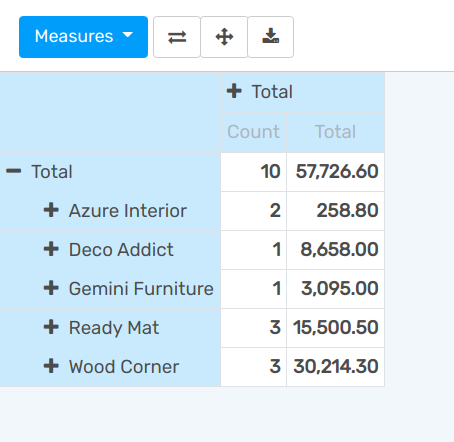 Measures
Total
Count Total
Total 10 57,726.60
Azure Interior 2 258.80
Deco Addict 1 8,658.00
Gemini Furniture 1 3,095.00
Ready Mat 3 15,500.50
Wood Corner 3 30,214.30